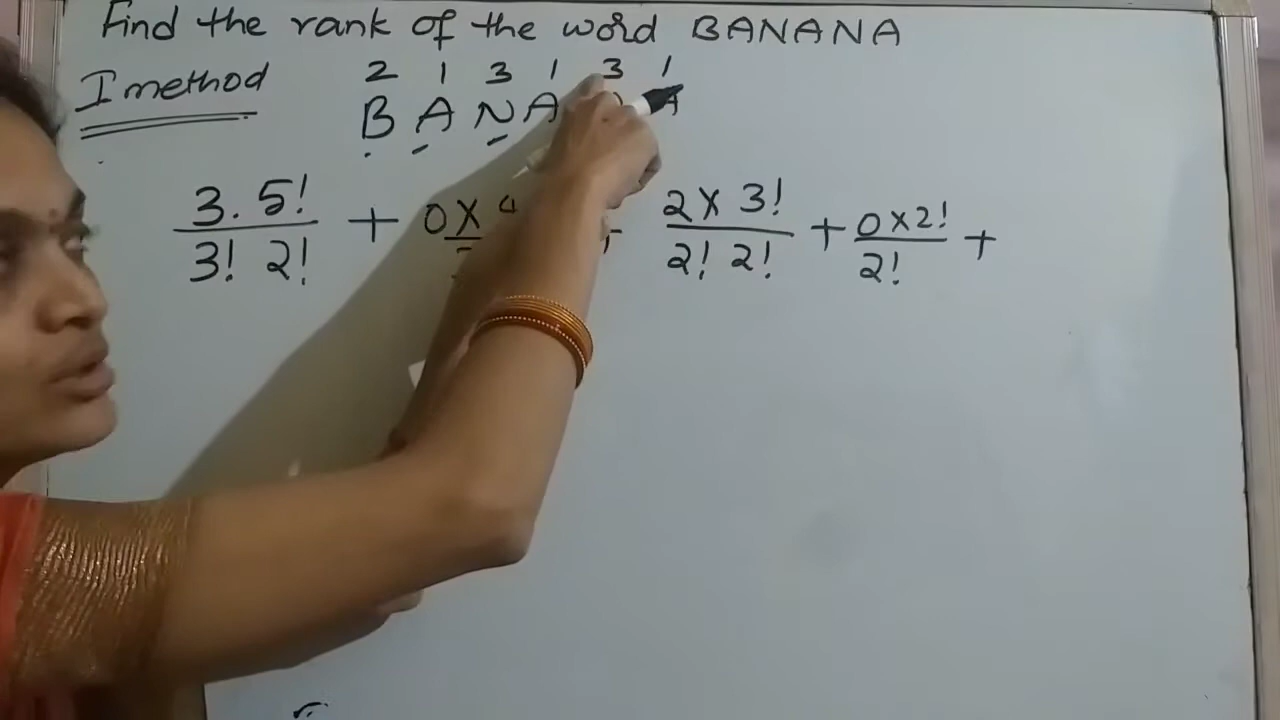 Find the rank of the word BANANA
I method
2 1 3 1 3 1
B A N A A
3. 5! / 3! 2! + 0 X 2 X 3! / 2! 2! + 0 X 2! / 2! +